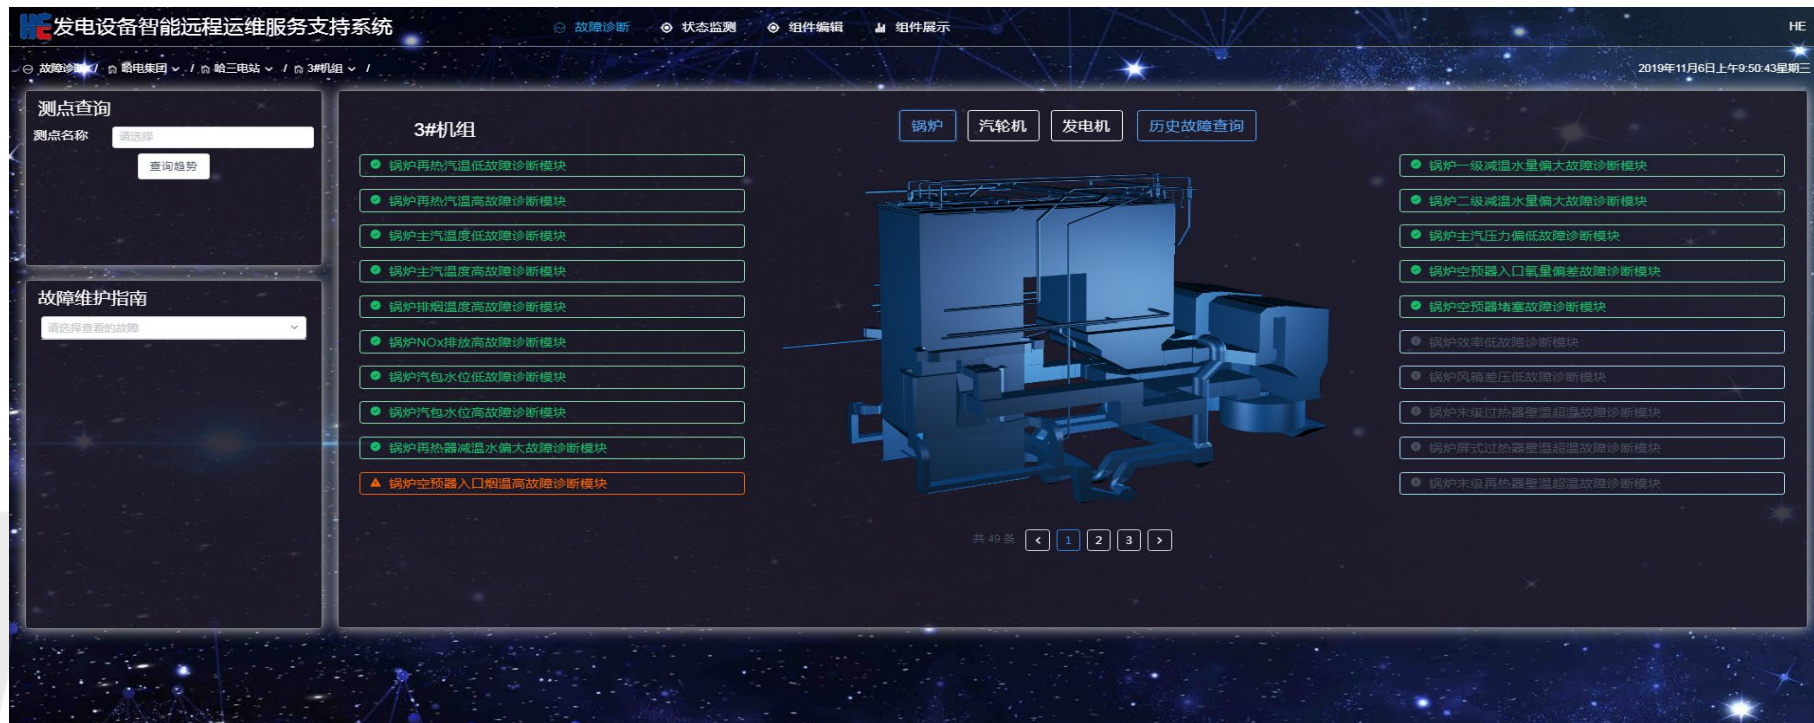 HE 发电设备智能远程运维服务支持系统
故障诊断 状态监测 组件编辑 组件展示
HE
故障诊断 / 哈电集团 / 哈三电站 / 3#机组 /
2019年11月6日上午9:50:43星期三
测点查询
测点名称 请选择
查询趋势
故障维护指南
请选择查看的故障
3#机组
锅炉 汽轮机 发电机 历史故障查询
锅炉再热汽温低故障诊断模块
锅炉再热汽温高故障诊断模块
锅炉主汽温度低故障诊断模块
锅炉主汽温度高故障诊断模块
锅炉排烟温度高故障诊断模块
锅炉NOx排放高故障诊断模块
锅炉汽包水位低故障诊断模块
锅炉汽包水位高故障诊断模块
锅炉再热器减温水偏大故障诊断模块
锅炉空预器入口烟温高故障诊断模块
锅炉一级减温水量偏大故障诊断模块
锅炉二级减温水量偏大故障诊断模块
锅炉主汽压力偏低故障诊断模块
锅炉空预器入口氧量偏差故障诊断模块
锅炉空预器堵塞故障诊断模块
锅炉效率低故障诊断模块
锅炉风箱差压低故障诊断模块
锅炉末级过热器壁温超温故障诊断模块
锅炉屏式过热器壁温超温故障诊断模块
锅炉末级再热器壁温超温故障诊断模块
共 49 条 < 1 2 3 >